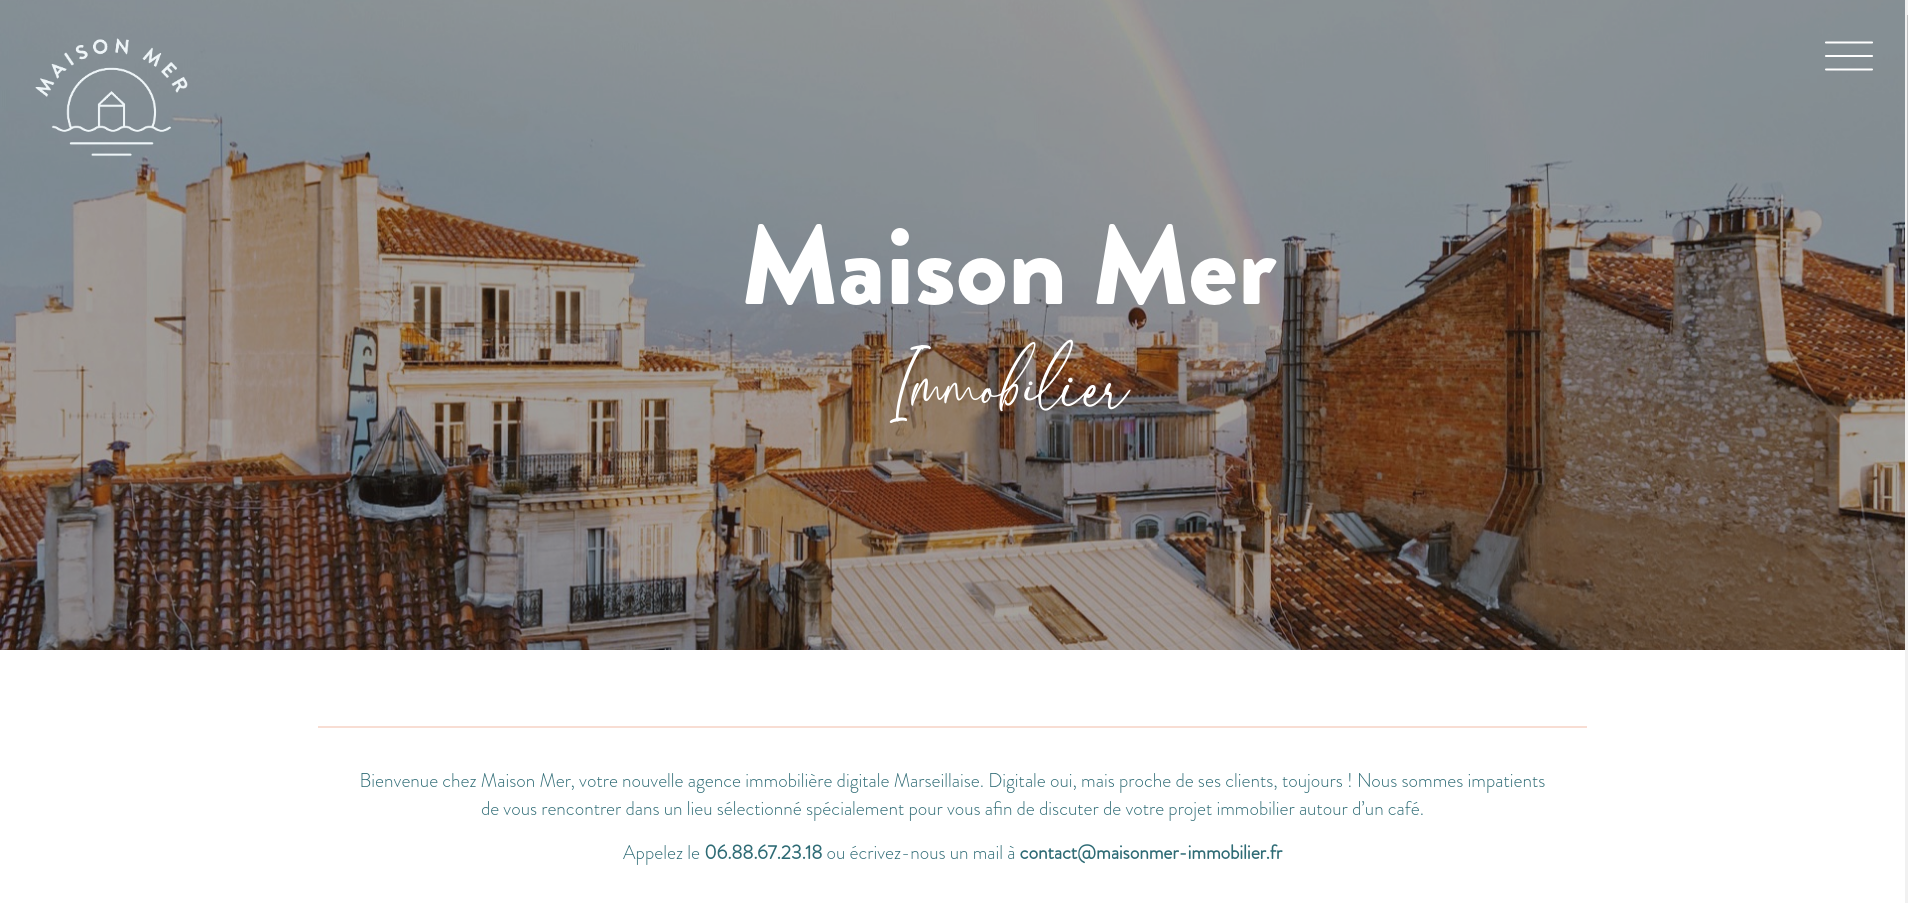 MAISON MER
Maison Mer
Immobilier
Bienvenue chez Maison Mer, votre nouvelle agence immobilière digitale Marseillaise. Digitale oui, mais proche de ses clients, toujours ! Nous sommes impatients
de vous rencontrer dans un lieu sélectionné spécialement pour vous afin de discuter de votre projet immobilier autour d’un café.
Appelez le 06.88.67.23.18 ou écrivez-nous un mail à contact@maisonmer-immobilier.fr